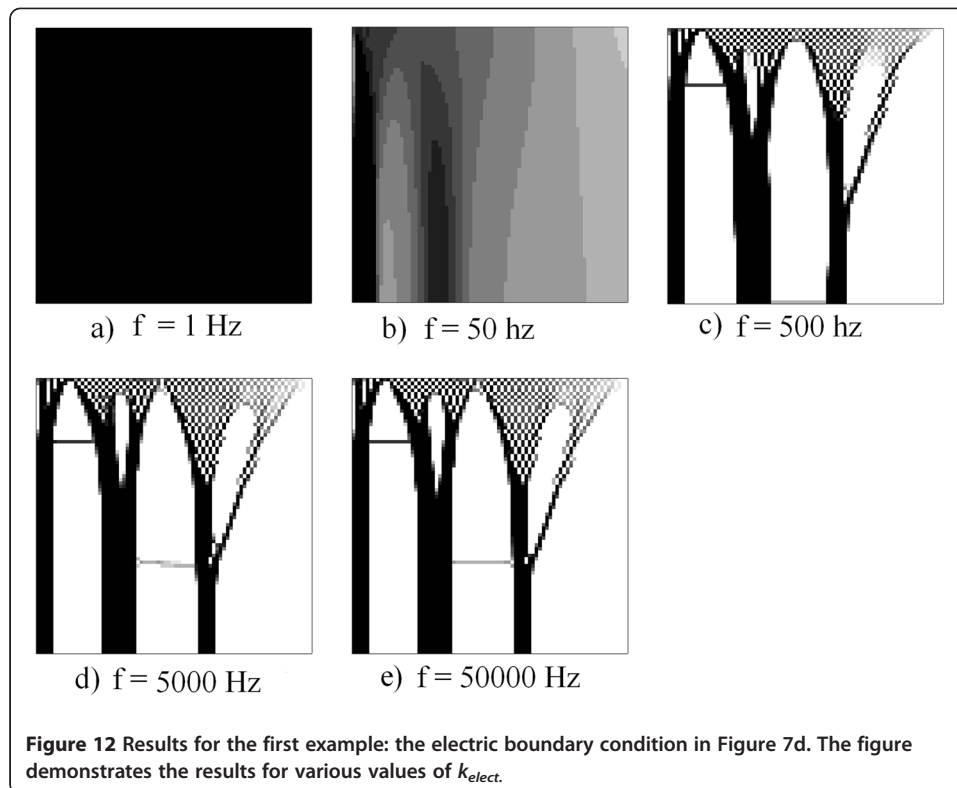 a) f = 1 Hz
b) f = 50 hz
c) f = 500 hz
d) f = 5000 Hz
e) f = 50000 Hz
Figure 12 Results for the first example: the electric boundary condition in Figure 7d. The figure
demonstrates the results for various values of k_elect.